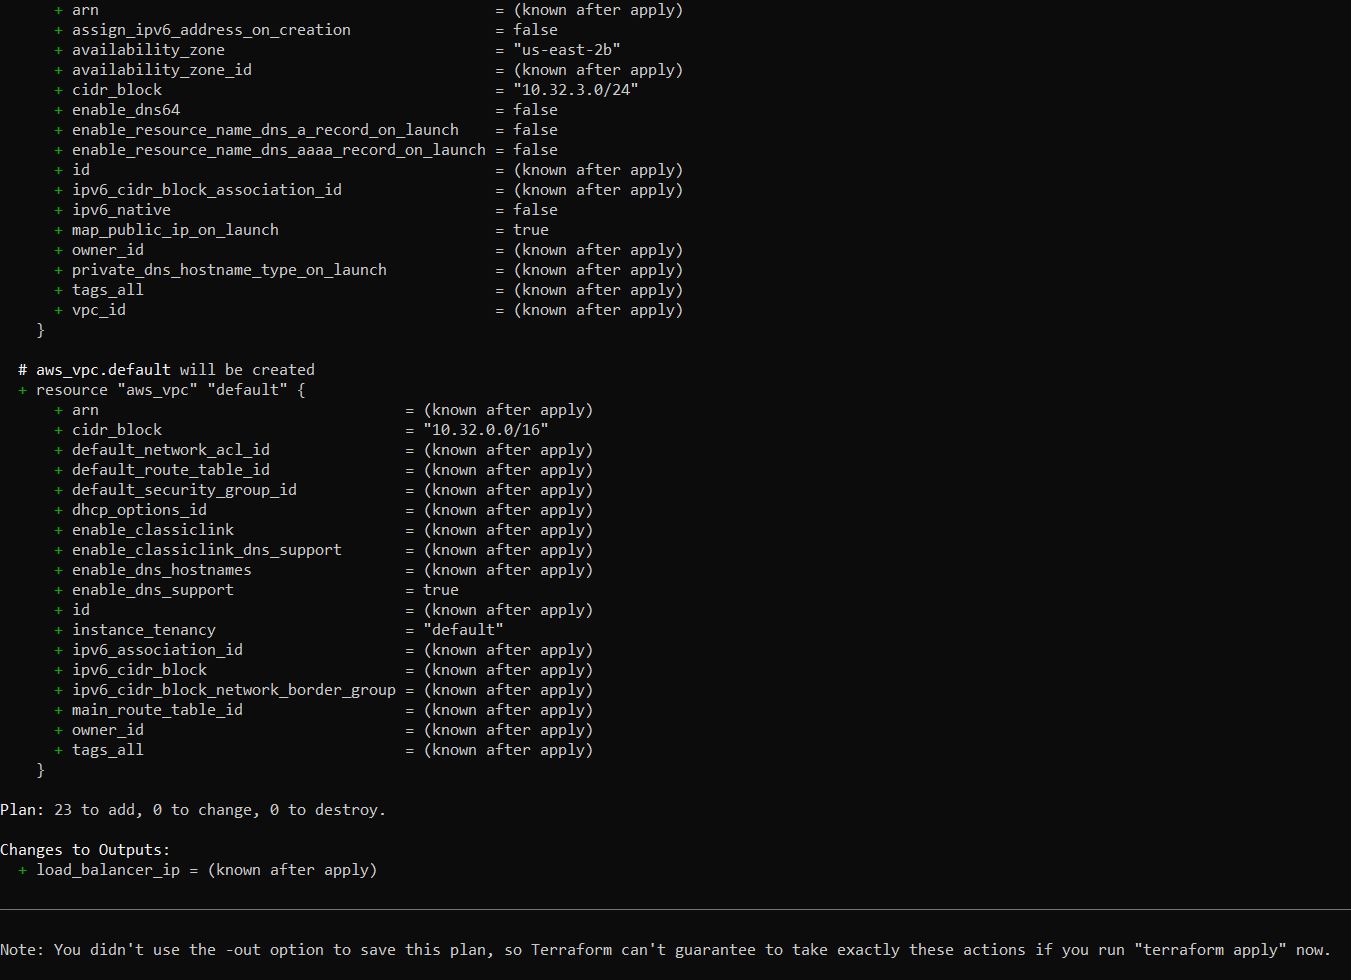 + arn = (known after apply)
+ assign_ipv6_address_on_creation = false
+ availability_zone = "us-east-2b"
+ availability_zone_id = (known after apply)
+ cidr_block = "10.32.3.0/24"
+ enable_dns64 = false
+ enable_resource_name_dns_a_record_on_launch = false
+ enable_resource_name_dns_aaaa_record_on_launch = false
+ id = (known after apply)
+ ipv6_cidr_block_association_id = (known after apply)
+ ipv6_native = false
+ map_public_ip_on_launch = true
+ owner_id = (known after apply)
+ private_dns_hostname_type_on_launch = (known after apply)
+ tags_all = (known after apply)
+ vpc_id = (known after apply)
}
# aws_vpc.default will be created
+ resource "aws_vpc" "default" {
+ arn = (known after apply)
+ cidr_block = "10.32.0.0/16"
+ default_network_acl_id = (known after apply)
+ default_route_table_id = (known after apply)
+ default_security_group_id = (known after apply)
+ dhcp_options_id = (known after apply)
+ enable_classiclink = (known after apply)
+ enable_classiclink_dns_support = (known after apply)
+ enable_dns_hostnames = (known after apply)
+ enable_dns_support = true
+ id = (known after apply)
+ instance_tenancy = "default"
+ ipv6_association_id = (known after apply)
+ ipv6_cidr_block = (known after apply)
+ ipv6_cidr_block_network_border_group = (known after apply)
+ main_route_table_id = (known after apply)
+ owner_id = (known after apply)
+ tags_all = (known after apply)
}
Plan: 23 to add, 0 to change, 0 to destroy.
Changes to Outputs:
+ load_balancer_ip = (known after apply)
Note: You didn't use the -out option to save this plan, so Terraform can't guarantee to take exactly these actions if you run "terraform apply" now.